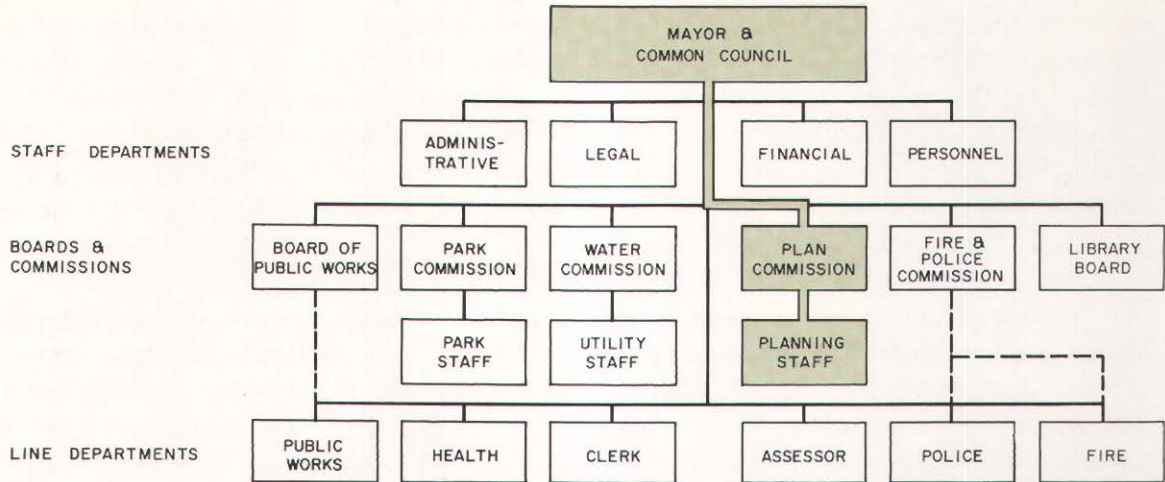 MAYOR &
COMMON COUNCIL
STAFF DEPARTMENTS
ADMINIS-
TRATIVE
LEGAL
FINANCIAL
PERSONNEL
BOARDS &
COMMISSIONS
BOARD OF
PUBLIC WORKS
PARK
COMMISSION
WATER
COMMISSION
PLAN
COMMISSION
FIRE &
POLICE
COMMISSION
LIBRARY
BOARD
PARK
STAFF
UTILITY
STAFF
PLANNING
STAFF
LINE DEPARTMENTS
PUBLIC
WORKS
HEALTH
CLERK
ASSESSOR
POLICE
FIRE